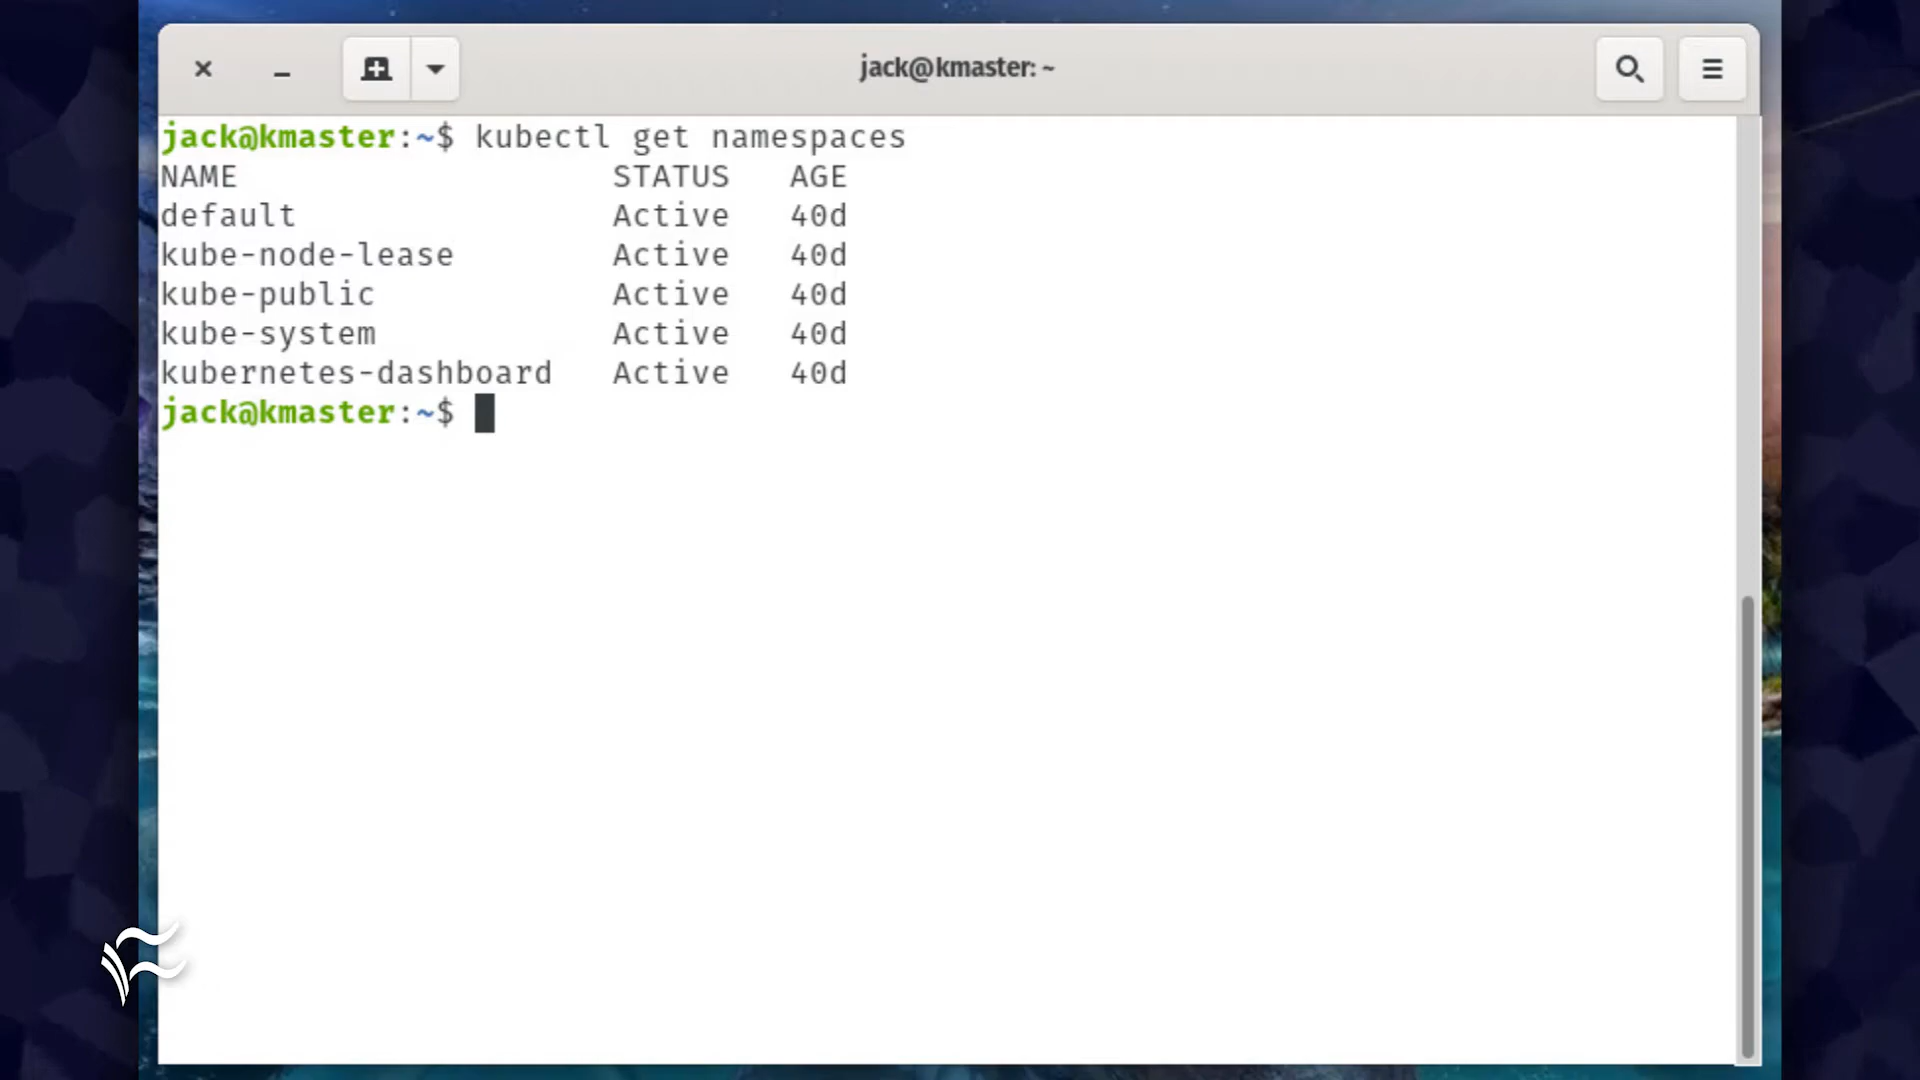 jack@kmaster: ~
jack@kmaster:~$ kubectl get namespaces
NAME STATUS AGE
default Active 40d
kube-node-lease Active 40d
kube-public Active 40d
kube-system Active 40d
kubernetes-dashboard Active 40d
jack@kmaster:~$